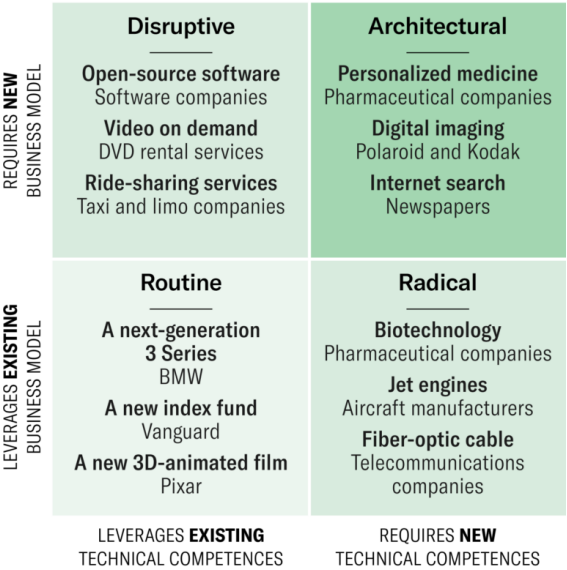 REQUIRES NEW
BUSINESS MODEL
Disruptive
Open-source software
Software companies
Video on demand
DVD rental services
Ride-sharing services
Taxi and limo companies
Architectural
Personalized medicine
Pharmaceutical companies
Digital imaging
Polaroid and Kodak
Internet search
Newspapers
LEVERAGES EXISTING
BUSINESS MODEL
Routine
A next-generation
3 Series
BMW
A new index fund
Vanguard
A new 3D-animated film
Pixar
Radical
Biotechnology
Pharmaceutical companies
Jet engines
Aircraft manufacturers
Fiber-optic cable
Telecommunications
companies
LEVERAGES EXISTING
TECHNICAL COMPETENCES
REQUIRES NEW
TECHNICAL COMPETENCES